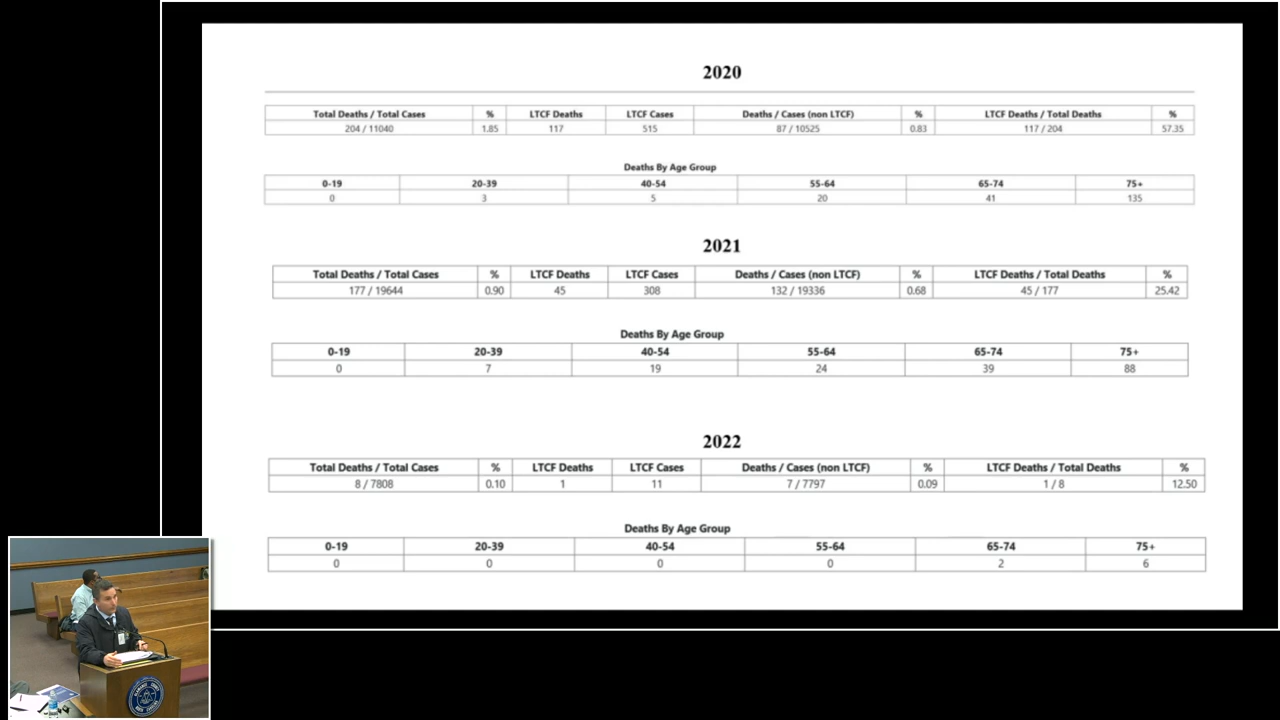 2020
Total Deaths / Total Cases % LTCF Deaths LTCF Cases Deaths / Cases (non LTCF) % LTCF Deaths / Total Deaths %
204 / 11040 1.85 117 515 87 / 10525 0.83 117 / 204 57.35
Deaths By Age Group
0-19 20-39 40-54 55-64 65-74 75+
0 3 5 20 41 135
2021
Total Deaths / Total Cases % LTCF Deaths LTCF Cases Deaths / Cases (non LTCF) % LTCF Deaths / Total Deaths %
177 / 19644 0.90 45 308 132 / 19336 0.68 45 / 177 25.42
Deaths By Age Group
0-19 20-39 40-54 55-64 65-74 75+
0 7 19 24 39 88
2022
Total Deaths / Total Cases % LTCF Deaths LTCF Cases Deaths / Cases (non LTCF) % LTCF Deaths / Total Deaths %
8 / 7808 0.10 1 11 7 / 7797 0.09 1 / 8 12.50
Deaths By Age Group
0-19 20-39 40-54 55-64 65-74 75+
0 0 0 0 2 6